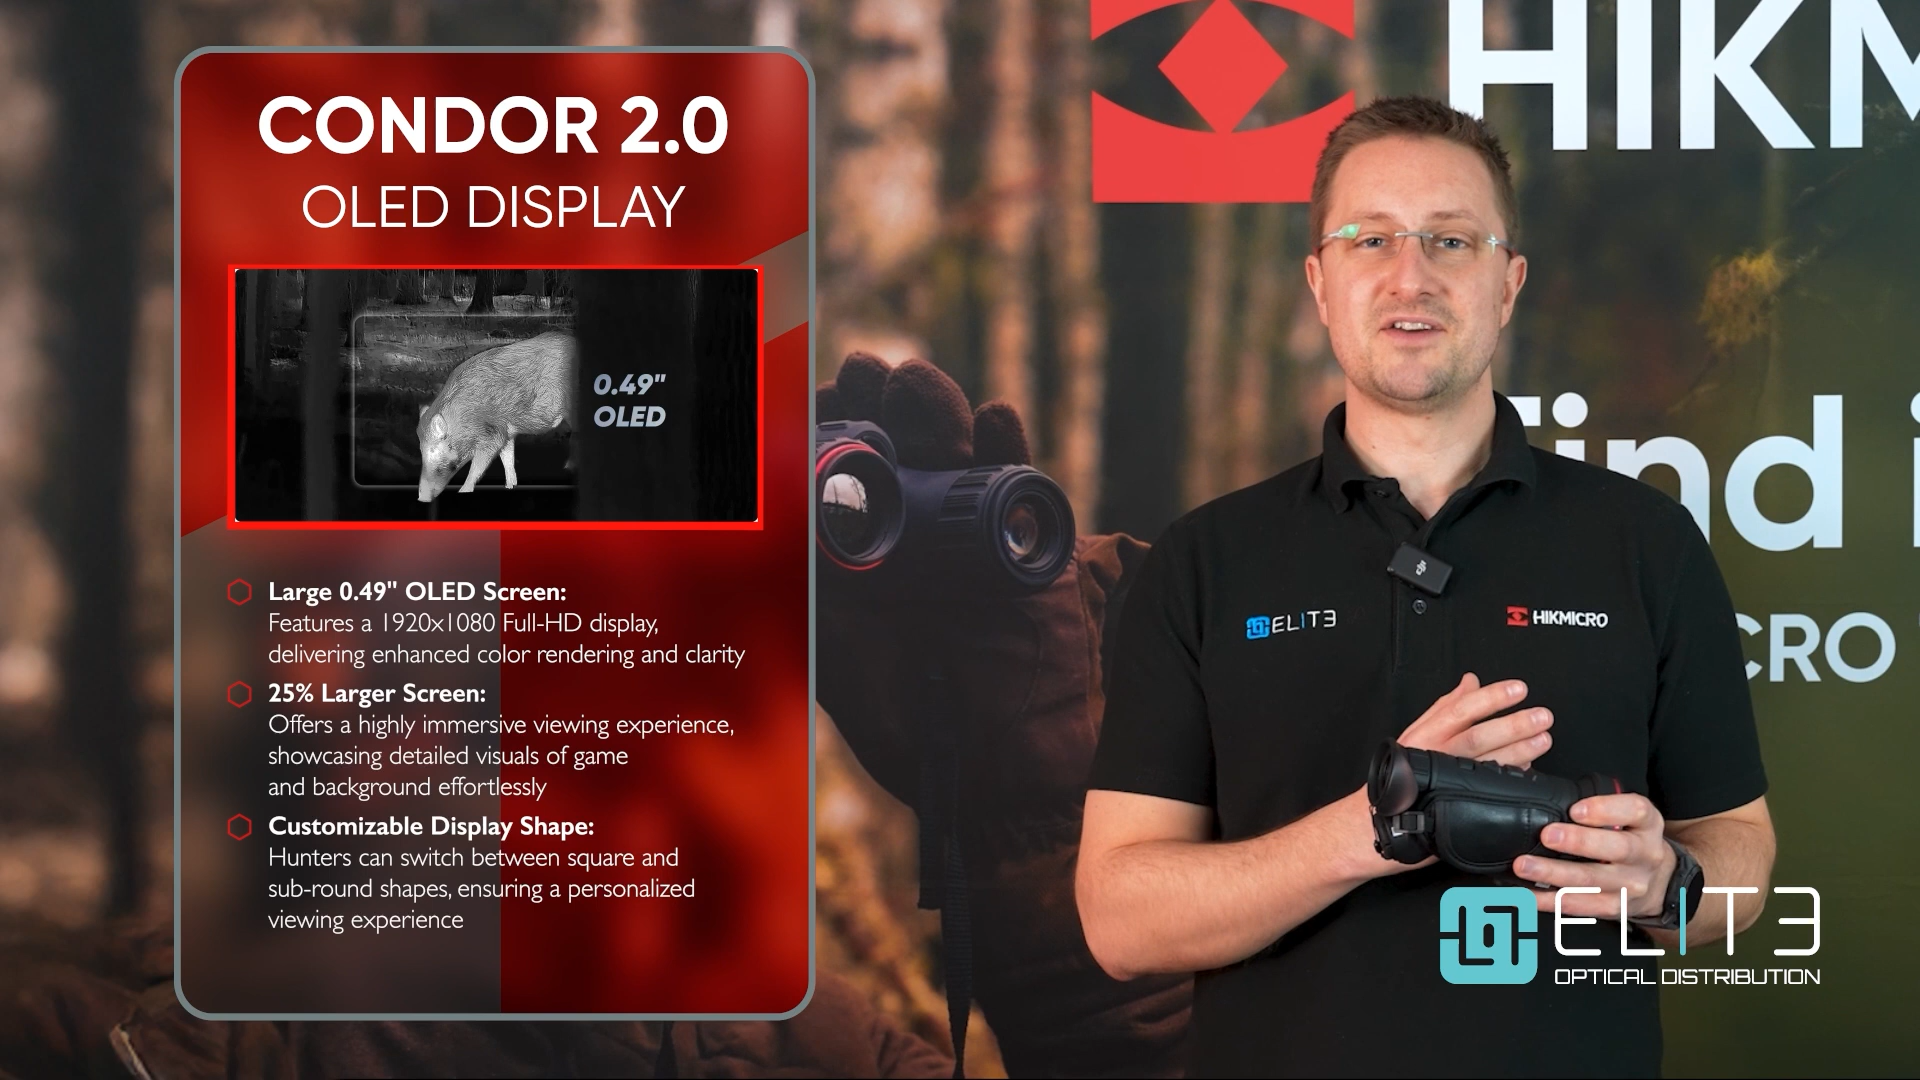 CONDOR 2.0
OLED DISPLAY
0.49"
OLED
Large 0.49" OLED Screen:
Features a 1920x1080 Full-HD display,
delivering enhanced color rendering and clarity
25% Larger Screen:
Offers a highly immersive viewing experience,
showcasing detailed visuals of game
and background effortlessly
Customizable Display Shape:
Hunters can switch between square and
sub-round shapes, ensuring a personalized
viewing experience
HIKM
Find i
CRO
dji
ELIT3
HIKMICRO
ELIT3
OPTICAL DISTRIBUTION